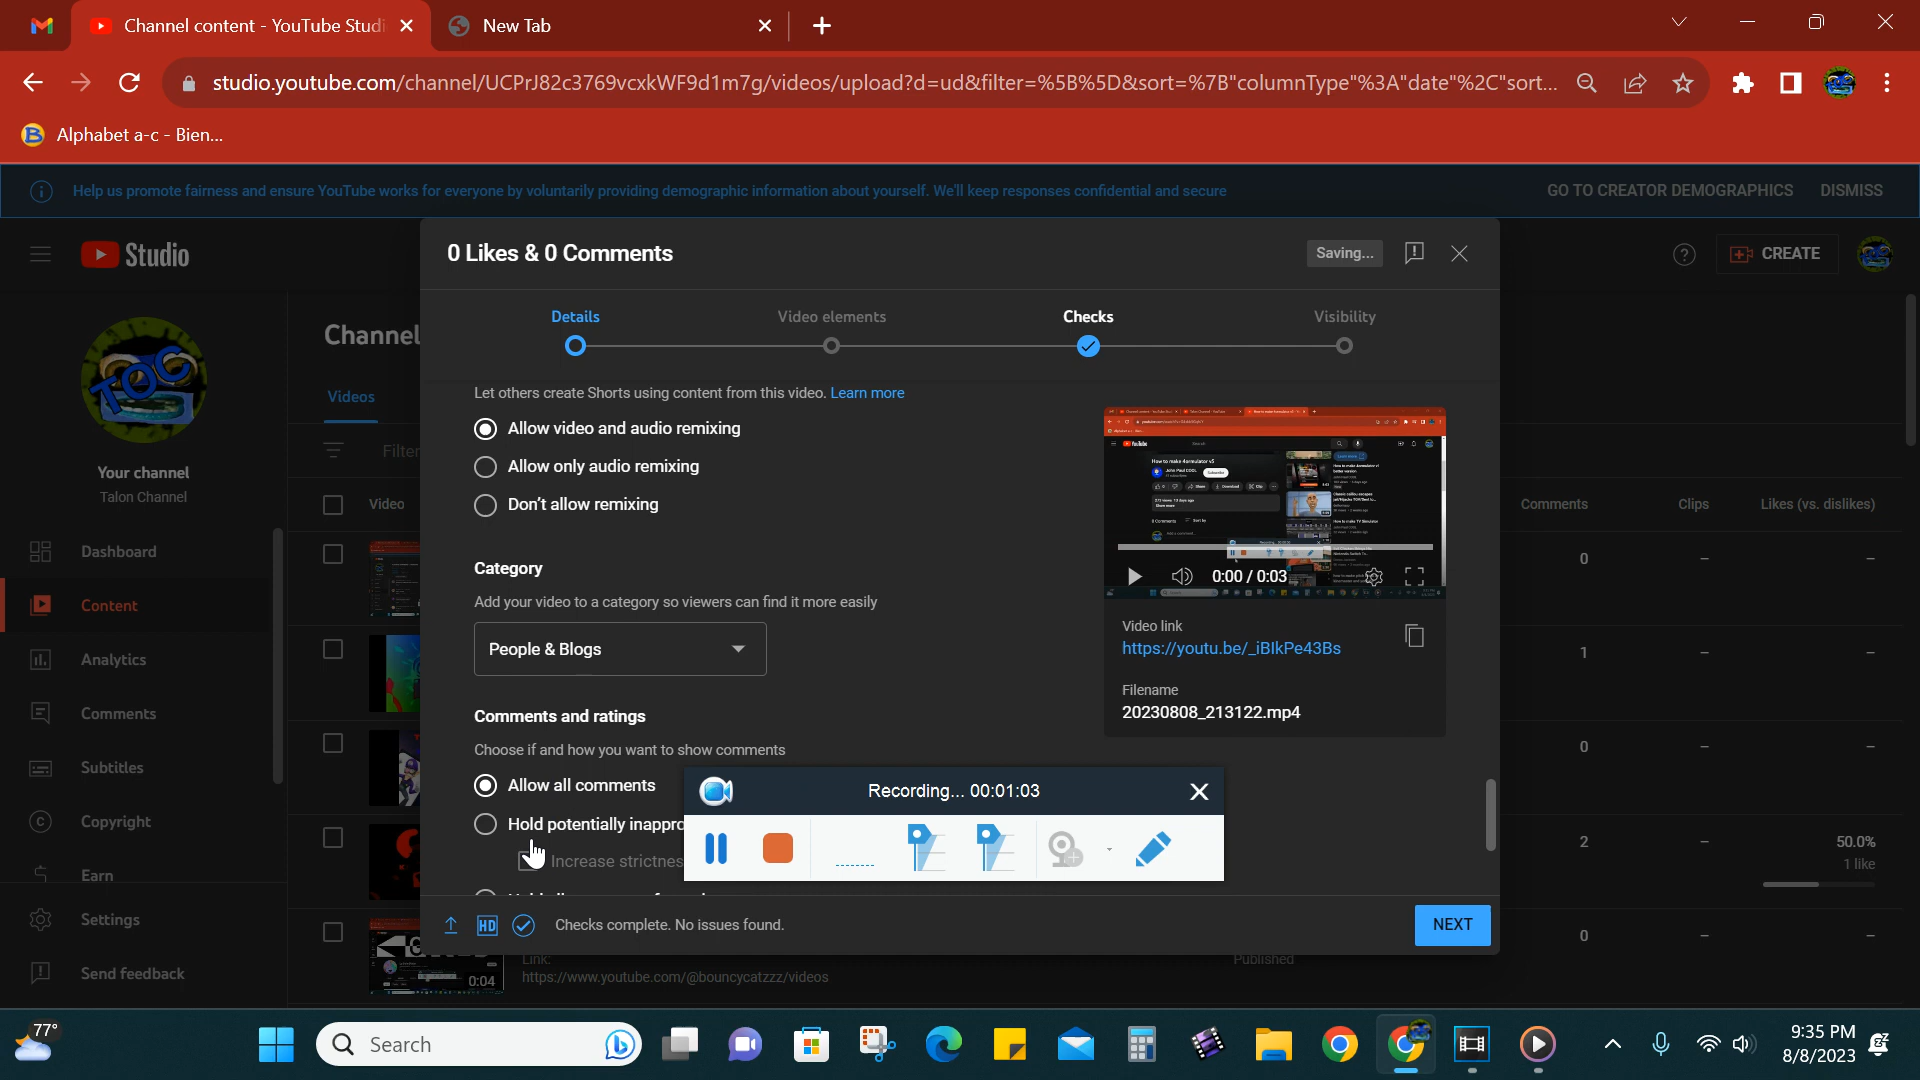 Channel content - YouTube Studi
New Tab
studio.youtube.com/channel/UCPrJ82c3769vcxkWF9d1m7g/videos/upload?d=ud&filter=%5B%5D&sort=%7B"columnType"%3A"date"%2C"sort...
Alphabet a-c - Bien...
Help us promote fairness and ensure YouTube works for everyone by voluntarily providing demographic information about yourself. We'll keep responses confidential and secure
GO TO CREATOR DEMOGRAPHICS
DISMISS
Studio
CREATE
TOC
Your channel
Talon Channel
Dashboard
Content
Analytics
Comments
Subtitles
Copyright
Earn
Settings
Send feedback
Channel
Videos
Filter
Video
0 Likes & 0 Comments
Saving...
Details
Video elements
Checks
Visibility
Let others create Shorts using content from this video. Learn more
Allow video and audio remixing
Allow only audio remixing
Don't allow remixing
Category
Add your video to a category so viewers can find it more easily
People & Blogs
Comments and ratings
Choose if and how you want to show comments
Allow all comments
Hold potentially inappro
Increase strictnes
How to make 4ormulator v5
0:00 / 0:03
Video link
https://youtu.be/_iBIkPe43Bs
Filename
20230808_213122.mp4
Recording... 00:01:03
HD
Checks complete. No issues found.
NEXT
Comments
Clips
Likes (vs. dislikes)
0
–
–
1
–
–
0
–
–
2
–
50.0%
1 like
0
–
–
0:04
Link:
https://www.youtube.com/@bouncycatzzz/videos
Published
77°
Search
9:35 PM
8/8/2023